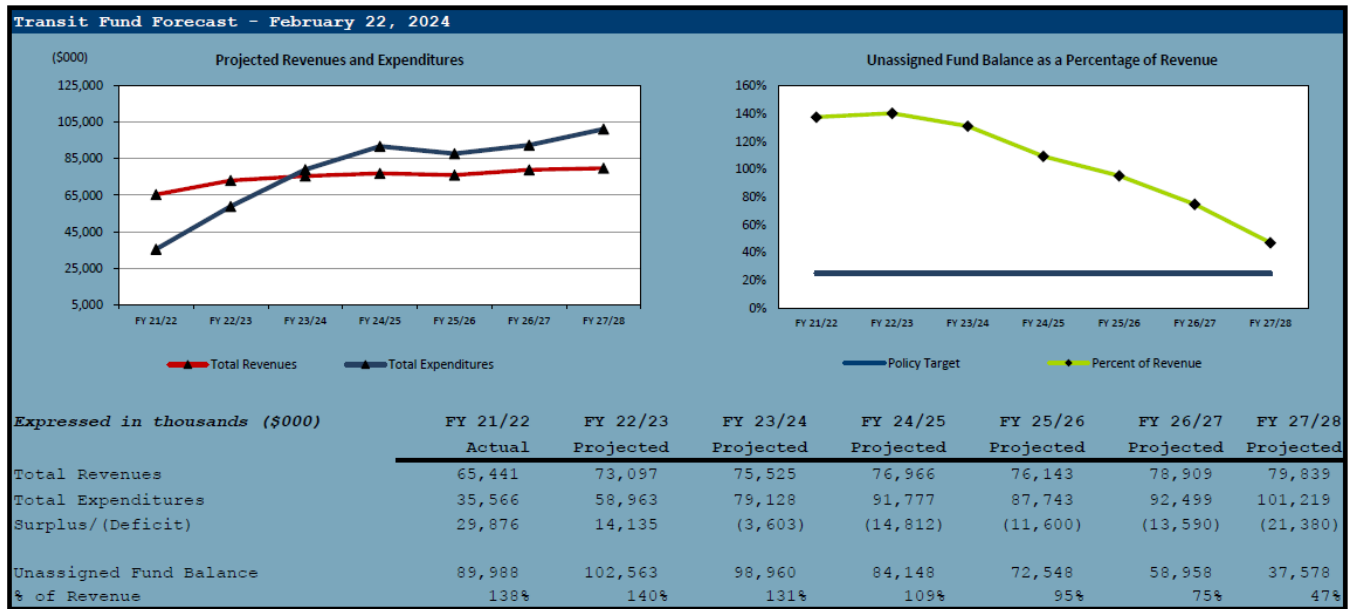 Transit Fund Forecast - February 22, 2024
($000)
Projected Revenues and Expenditures
125,000
105,000
85,000
65,000
45,000
25,000
5,000
FY 21/22 FY 22/23 FY 23/24 FY 24/25 FY 25/26 FY 26/27 FY 27/28
Total Revenues Total Expenditures
Unassigned Fund Balance as a Percentage of Revenue
160%
140%
120%
100%
80%
60%
40%
20%
0%
FY 21/22 FY 22/23 FY 23/24 FY 24/25 FY 25/26 FY 26/27 FY 27/28
Policy Target Percent of Revenue
Expressed in thousands ($000) FY 21/22 FY 22/23 FY 23/24 FY 24/25 FY 25/26 FY 26/27 FY 27/28
Actual Projected Projected Projected Projected Projected Projected
Total Revenues 65,441 73,097 75,525 76,966 76,143 78,909 79,839
Total Expenditures 35,566 58,963 79,128 91,777 87,743 92,499 101,219
Surplus/(Deficit) 29,876 14,135 (3,603) (14,812) (11,600) (13,590) (21,380)
Unassigned Fund Balance 89,988 102,563 98,960 84,148 72,548 58,958 37,578
% of Revenue 138% 140% 131% 109% 95% 75% 47%